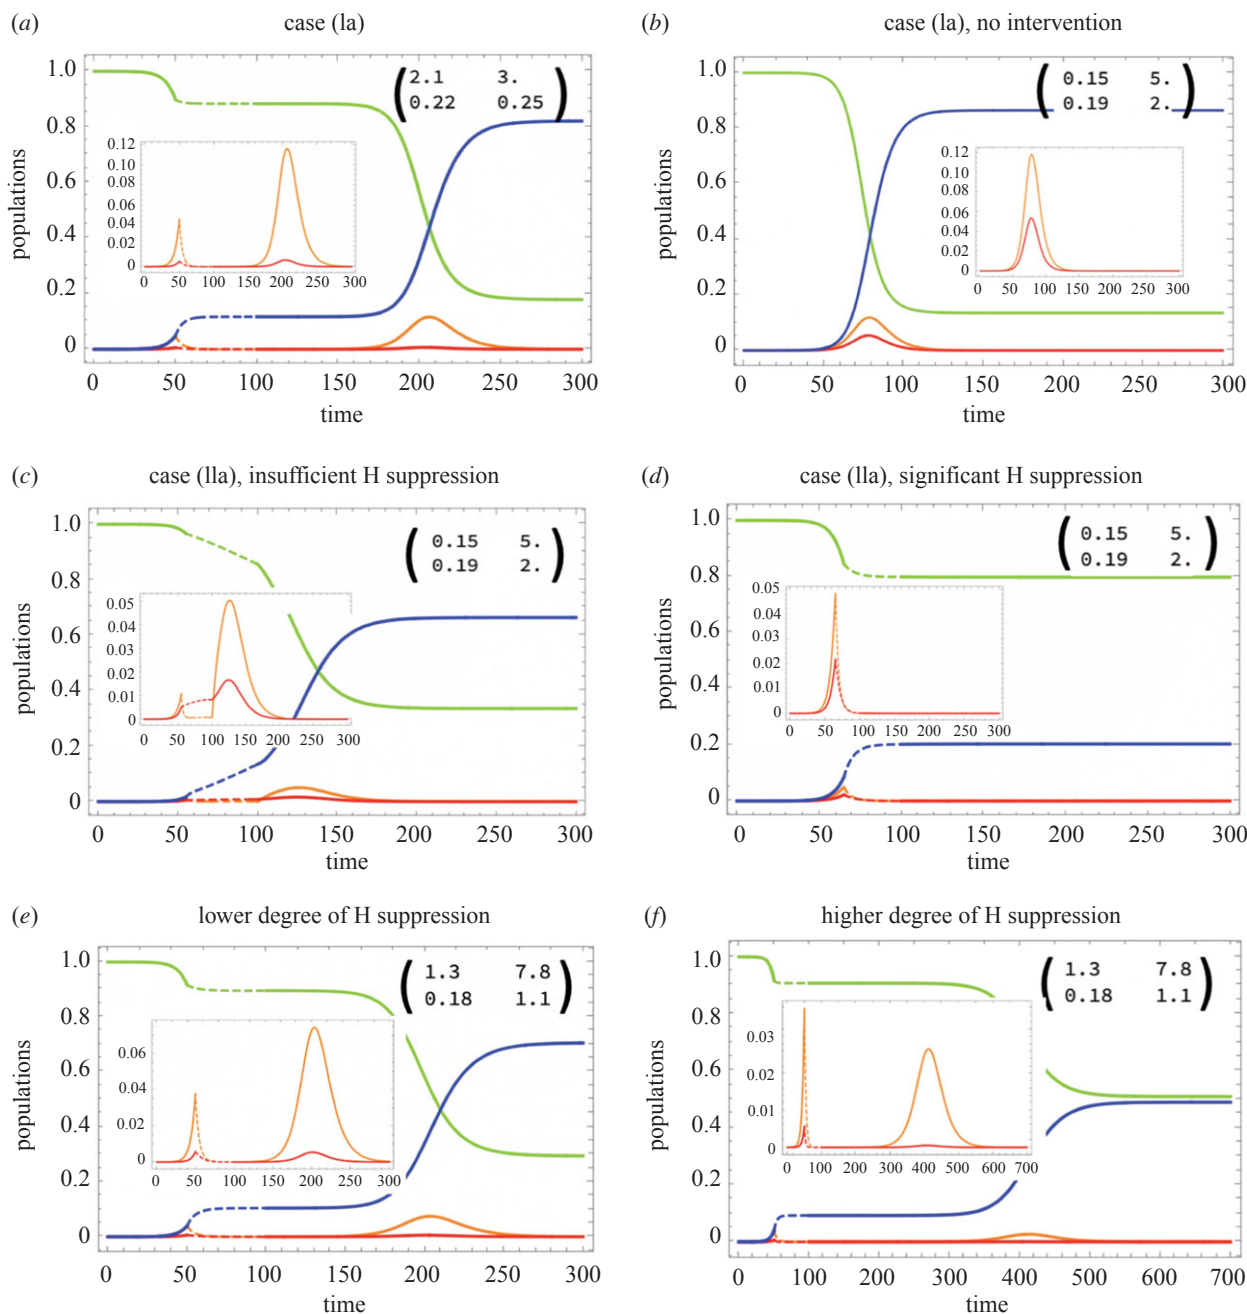 (a) case (la)
1.0
0.8
0.6
0.4
0.2
0
populations
2.1 3.
0.22 0.25
0.12
0.10
0.08
0.06
0.04
0.02
0
0 50 100 150 200 250 300
0 50 100 150 200 250 300
time
(b) case (la), no intervention
1.0
0.8
0.6
0.4
0.2
0
populations
0.15 5.
0.19 2.
0.12
0.10
0.08
0.06
0.04
0.02
0
0 50 100 150 200 250 300
0 50 100 150 200 250 300
time
(c) case (lla), insufficient H suppression
1.0
0.8
0.6
0.4
0.2
0
populations
0.15 5.
0.19 2.
0.05
0.04
0.03
0.02
0.01
0
0 50 100 150 200 250 300
0 50 100 150 200 250 300
time
(d) case (lla), significant H suppression
1.0
0.8
0.6
0.4
0.2
0
populations
0.15 5.
0.19 2.
0.05
0.04
0.03
0.02
0.01
0
0 50 100 150 200 250 300
0 50 100 150 200 250 300
time
(e) lower degree of H suppression
1.0
0.8
0.6
0.4
0.2
0
populations
1.3 7.8
0.18 1.1
0.06
0.04
0.02
0
0 50 100 150 200 250 300
0 50 100 150 200 250 300
time
(f) higher degree of H suppression
1.0
0.8
0.6
0.4
0.2
0
populations
1.3 7.8
0.18 1.1
0.03
0.02
0.01
0
0 100 200 300 400 500 600 700
0 100 200 300 400 500 600 700
time